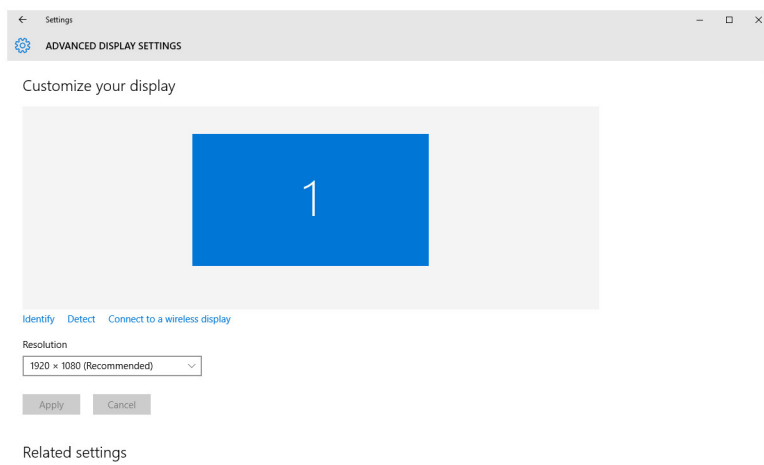 Settings
ADVANCED DISPLAY SETTINGS
Customize your display
1
Identify Detect Connect to a wireless display
Resolution
1920 × 1080 (Recommended)
Apply Cancel
Related settings